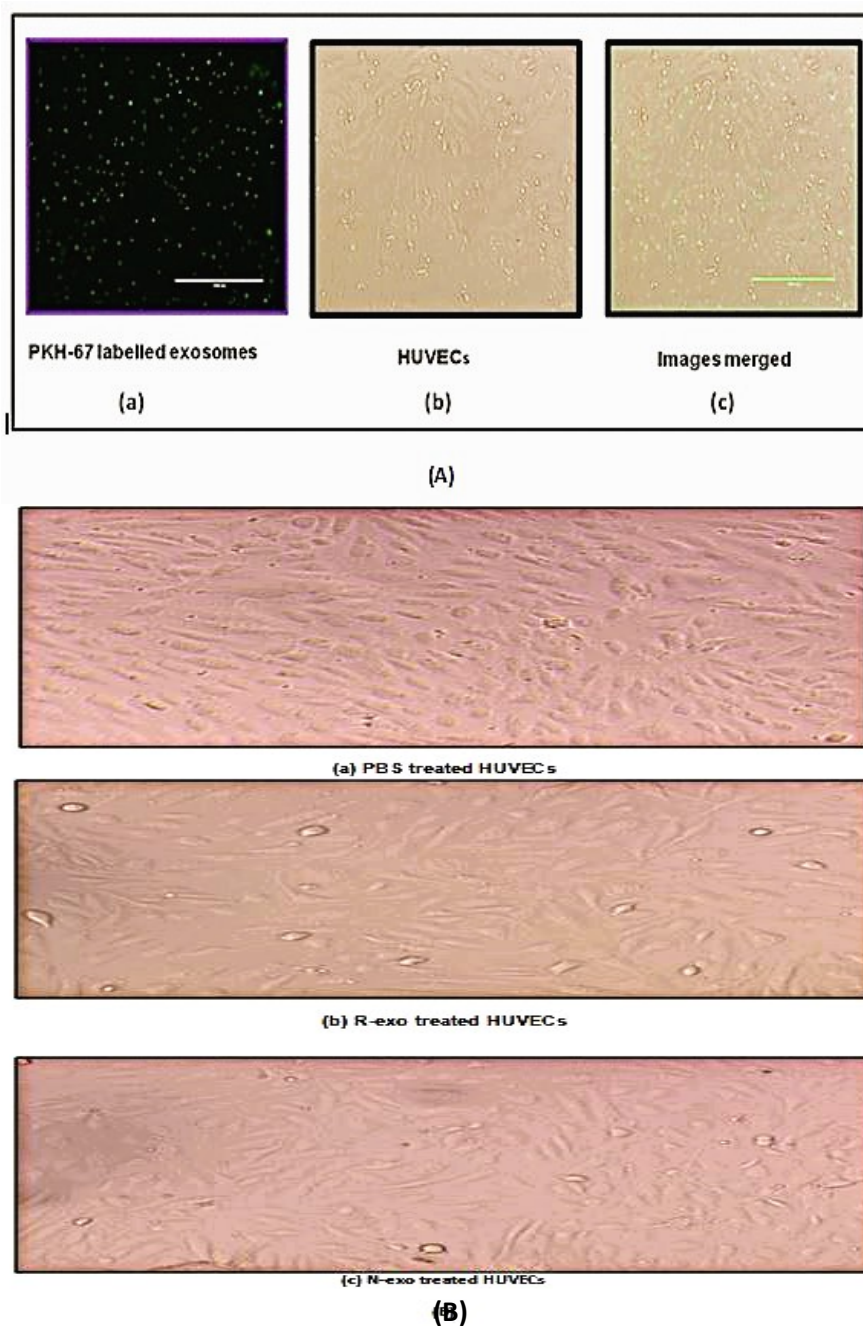 PKH-67 labelled exosomes
HUVECs
Images merged
(a)
(b)
(c)
(A)
(a) PBS treated HUVECs
(b) R-exo treated HUVECs
(c) N-exo treated HUVECs
(B)